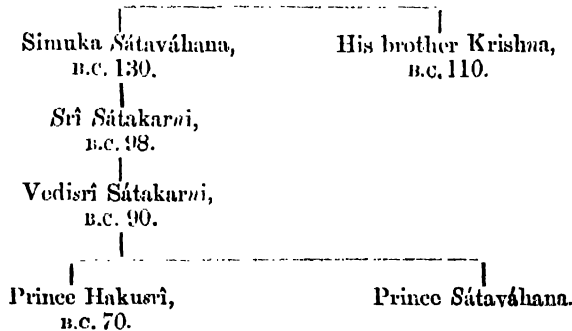 Simuka Sátaváhana,
B.C. 130.
His brother Krishna,
B.C. 110.
Srî Sátakarni,
B.C. 98.
Vedisrî Sátakarni,
B.C. 90.
Prince Hakusrî,
B.C. 70.
Prince Sátaváhana.